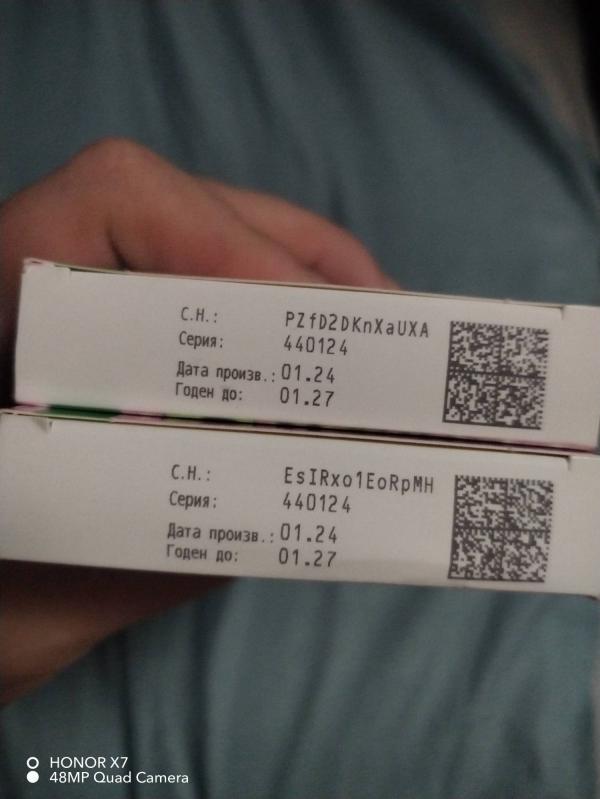 С.Н.: PZfD2DKnXaUXA
Серия: 440124
Дата произв.: 01.24
Годен до: 01.27
С.Н.: EsIRxo1EoRpMH
Серия: 440124
Дата произв.: 01.24
Годен до: 01.27
HONOR X7
48MP Quad Camera